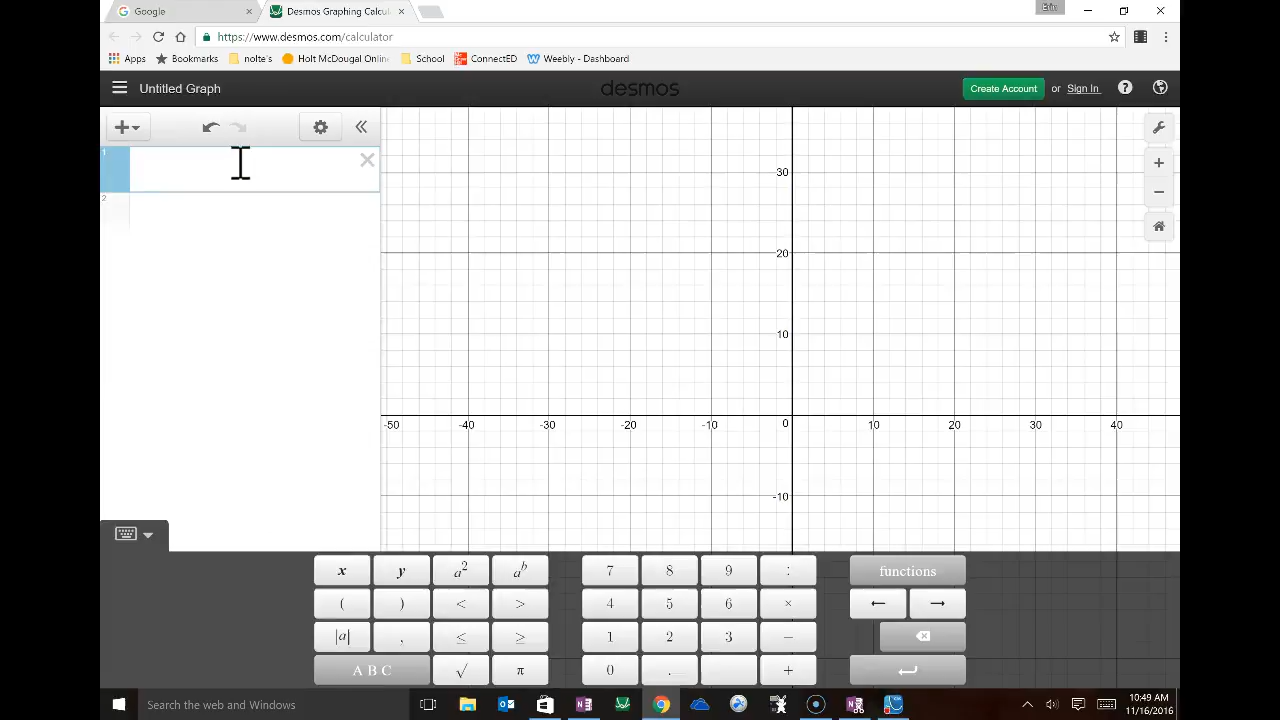 Google
Desmos Graphing Calcul
Erin
https://www.desmos.com/calculator
Apps Bookmarks nolte's Holt McDougal Online School ConnectED Weebly - Dashboard
Untitled Graph
desmos
Create Account or Sign In
1
2
30
20
10
-50 -40 -30 -20 -10 0 10 20 30 40
-10
x y a² aᵇ 7 8 9 : functions
( ) < > 4 5 6 × ← →
|a| , ≤ ≥ 1 2 3 −
A B C √ π 0 . +
Search the web and Windows
10:49 AM
11/16/2016